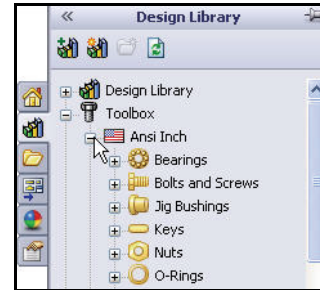 Design Library
Design Library
Toolbox
Ansi Inch
Bearings
Bolts and Screws
Jig Bushings
Keys
Nuts
O-Rings